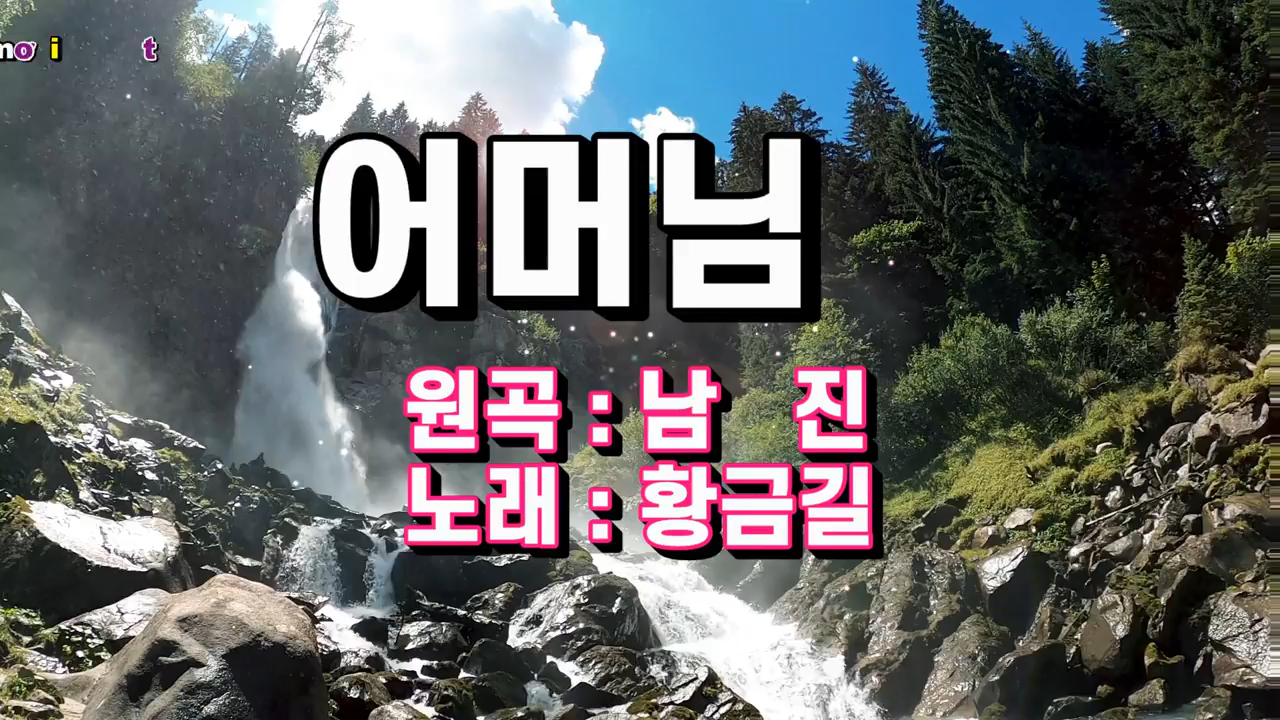 어머님
원곡 : 남 진
노래 : 황금길